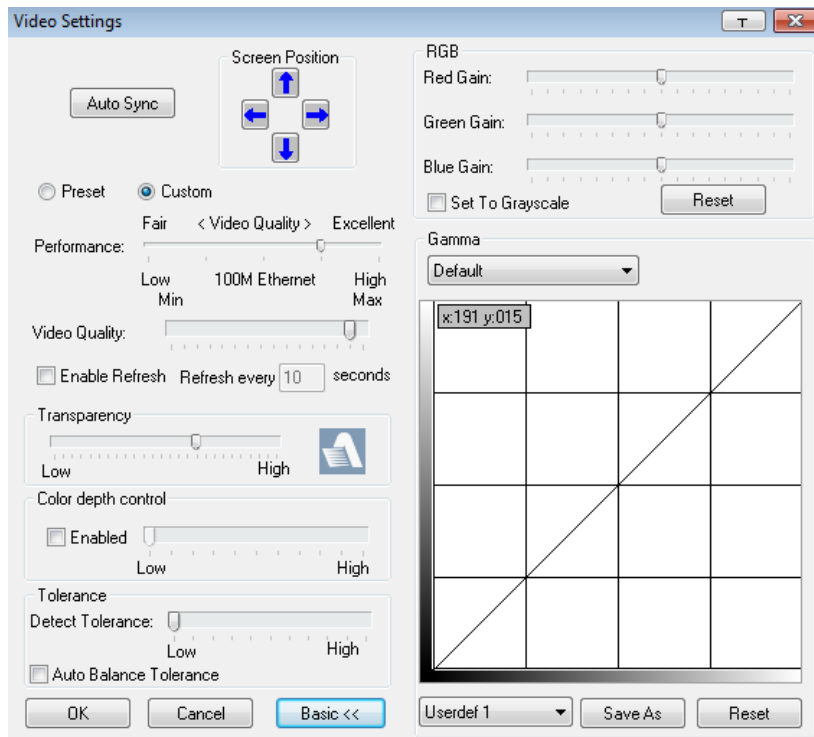 Video Settings
T
Auto Sync
Screen Position
Preset
Custom
Fair < Video Quality > Excellent
Performance:
Low 100M Ethernet High
Min Max
Video Quality:
Enable Refresh Refresh every 10 seconds
Transparency
Low High
Color depth control
Enabled
Low High
Tolerance
Detect Tolerance:
Low High
Auto Balance Tolerance
OK Cancel Basic <<
RGB
Red Gain:
Green Gain:
Blue Gain:
Set To Grayscale Reset
Gamma
Default
x:191 y:015
Userdef 1 Save As Reset